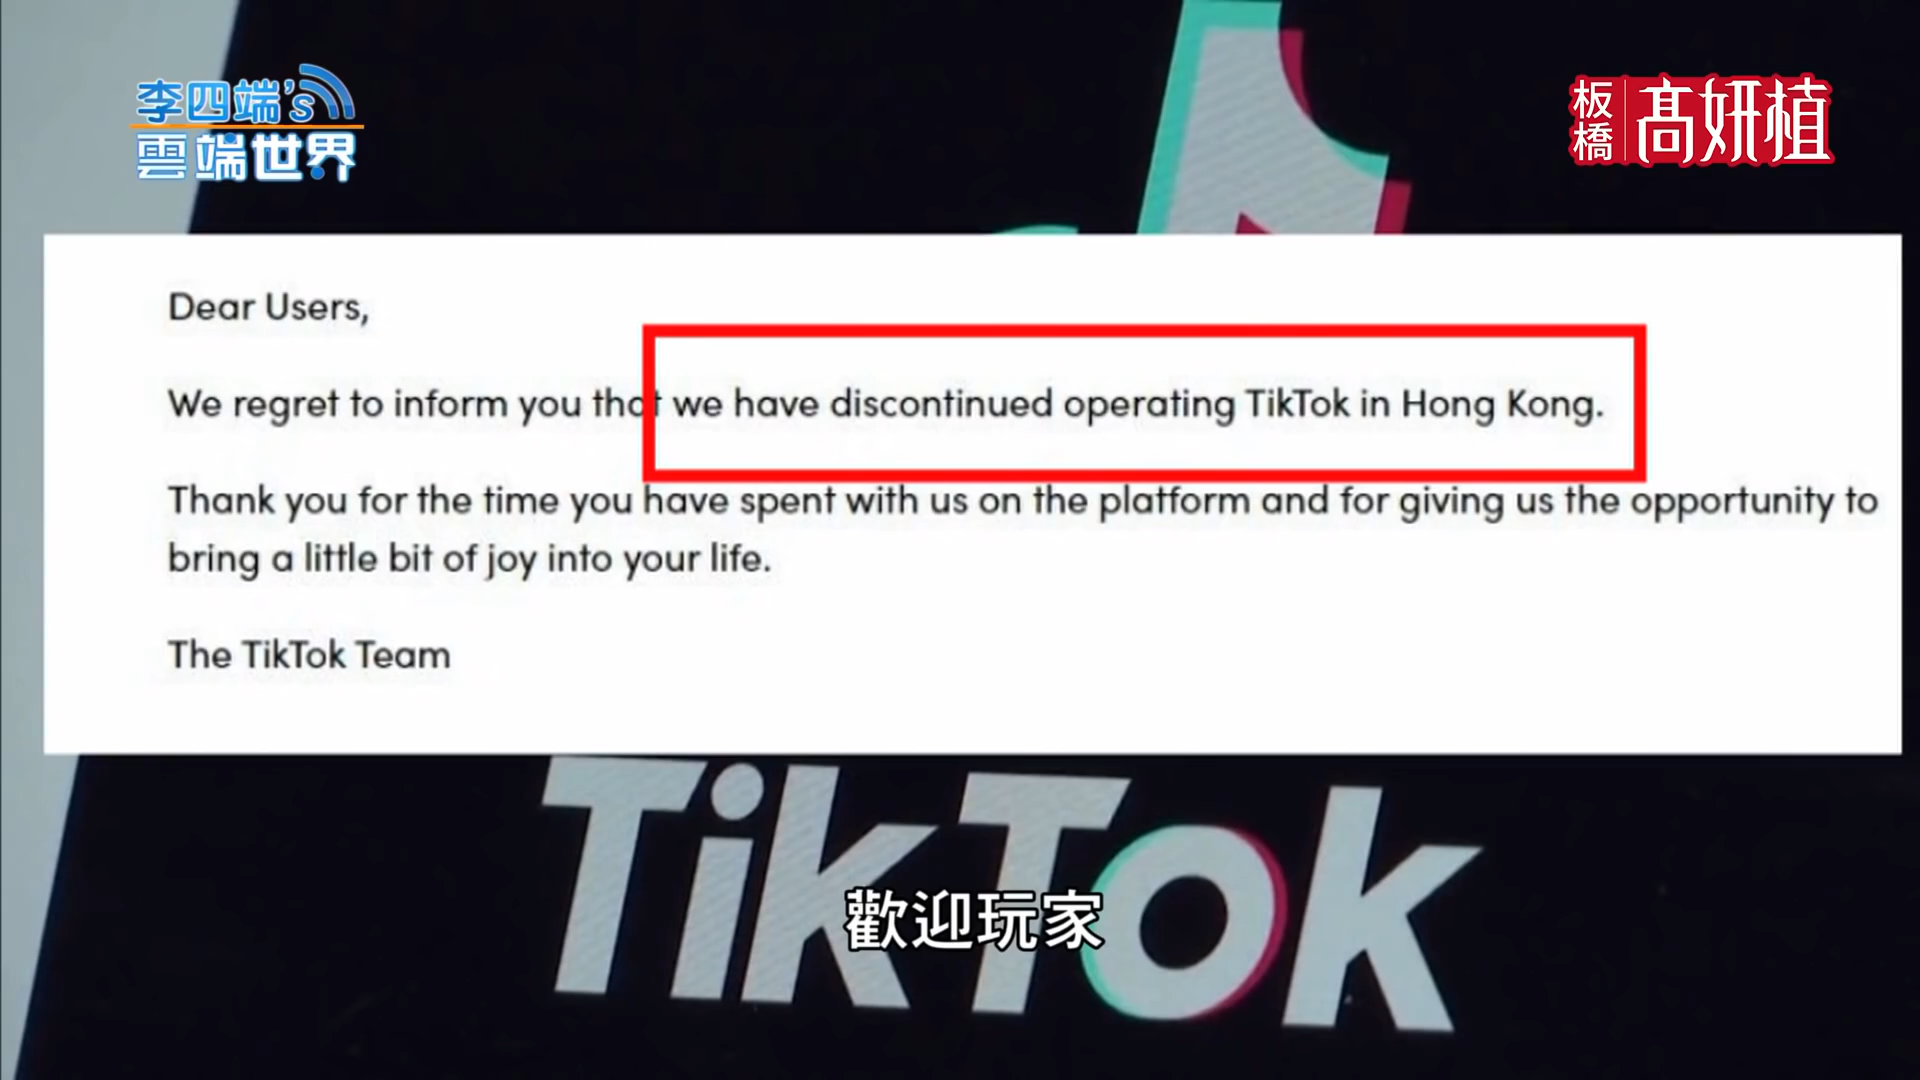 李四端's
雲端世界
板橋
高妍植
Dear Users,
We regret to inform you that we have discontinued operating TikTok in Hong Kong.
Thank you for the time you have spent with us on the platform and for giving us the opportunity to
bring a little bit of joy into your life.
The TikTok Team
TikTok
歡迎玩家